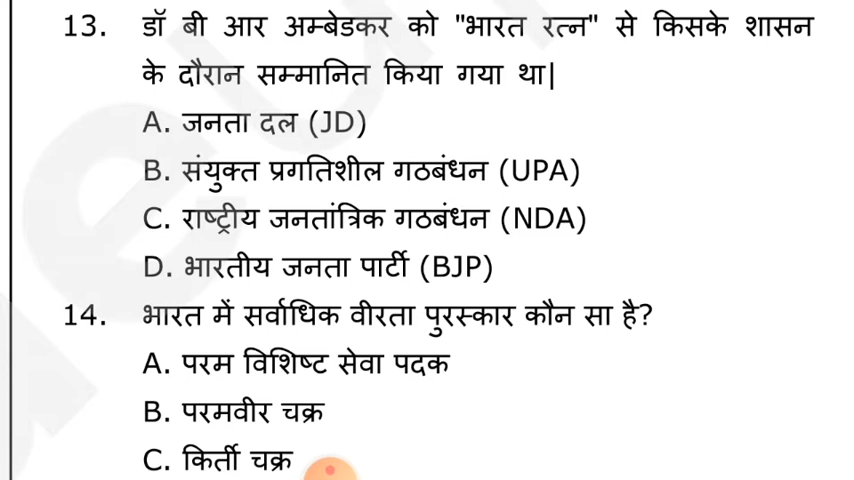 13. डॉ बी आर अम्बेडकर को "भारत रत्न" से किसके शासन
के दौरान सम्मानित किया गया था|
A. जनता दल (JD)
B. संयुक्त प्रगतिशील गठबंधन (UPA)
C. राष्ट्रीय जनतांत्रिक गठबंधन (NDA)
D. भारतीय जनता पार्टी (BJP)
14. भारत में सर्वाधिक वीरता पुरस्कार कौन सा है?
A. परम विशिष्ट सेवा पदक
B. परमवीर चक्र
C. किर्ती चक्र